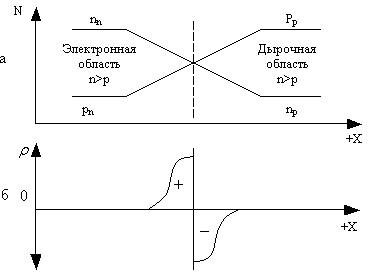 N
nn
Pp
Электронная
область
n>p
Дырочная
область
n>p
а
pn
np
+X
ρ
+
б
0
−
+X